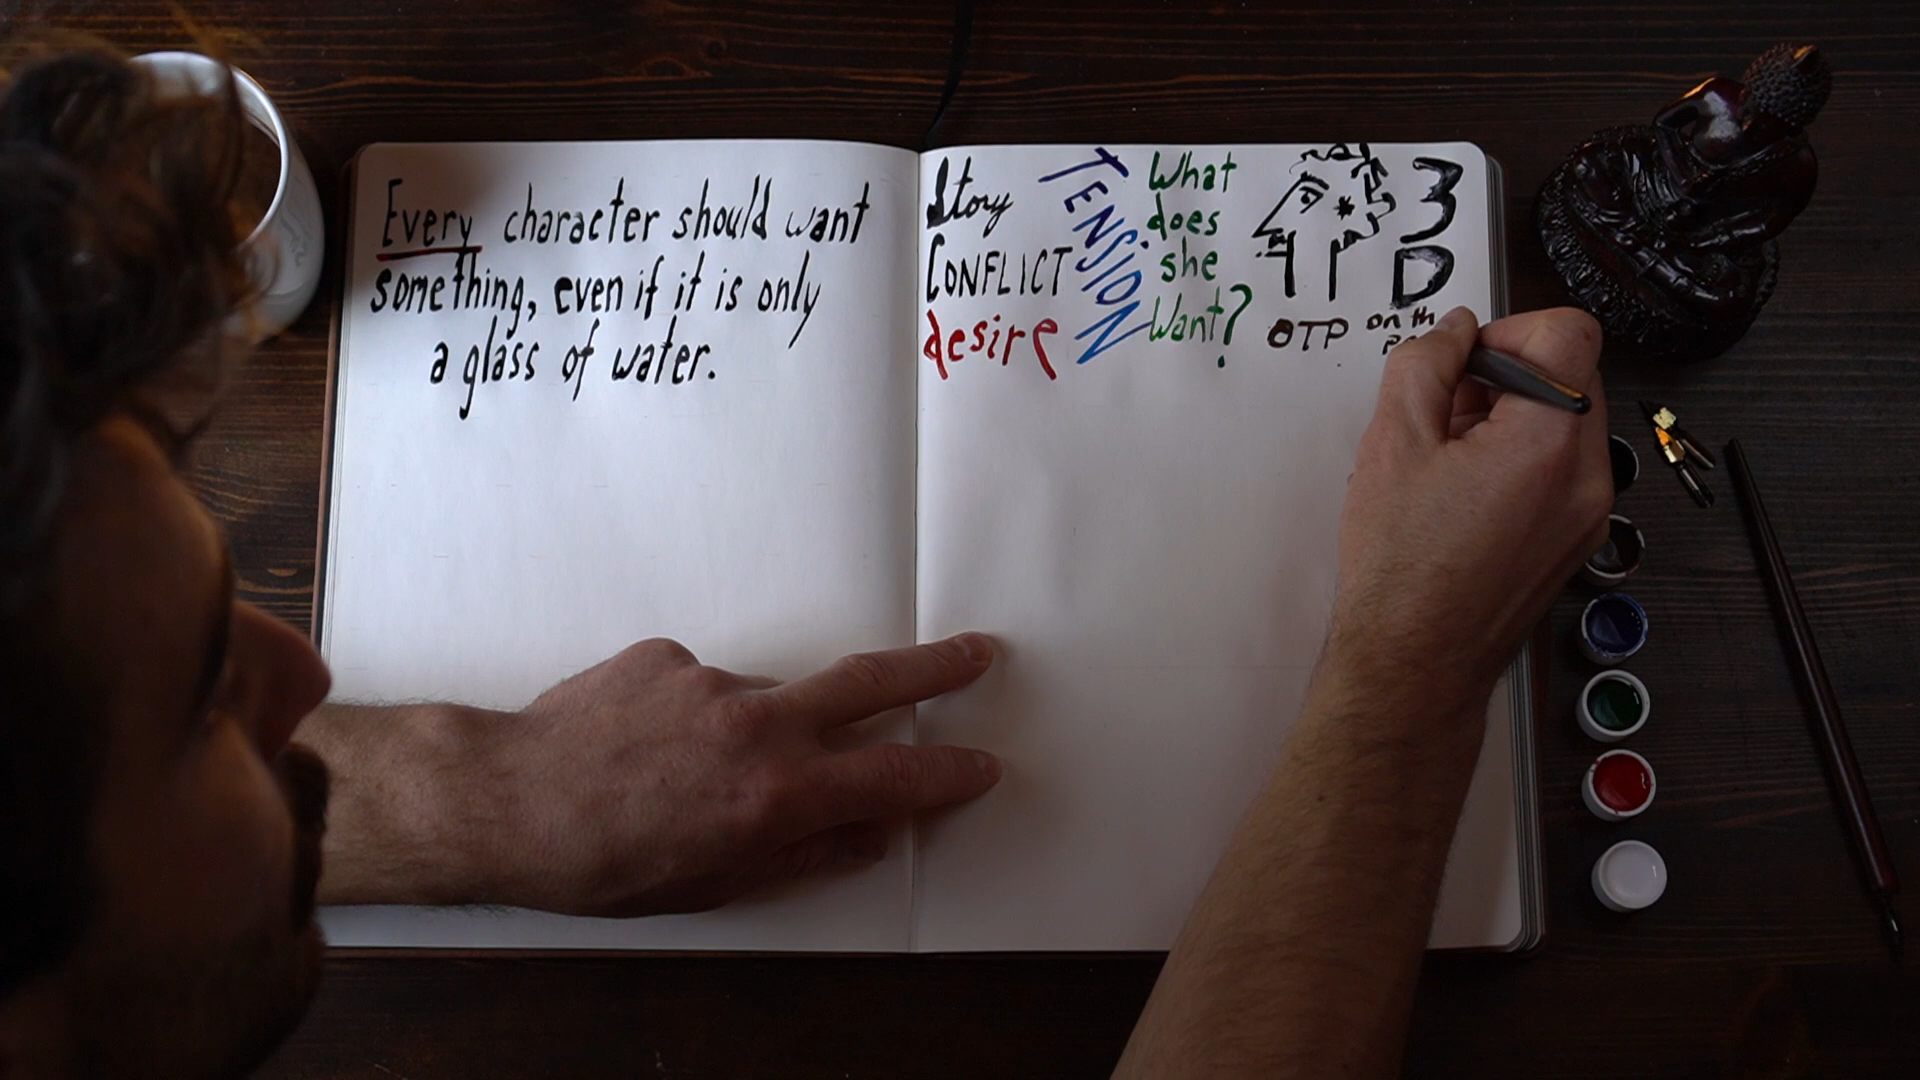 Every character should want
something, even if it is only
a glass of water.
Story
CONFLICT
desire
TENSION
What
does
she
Want?
OTP
3
D
on th